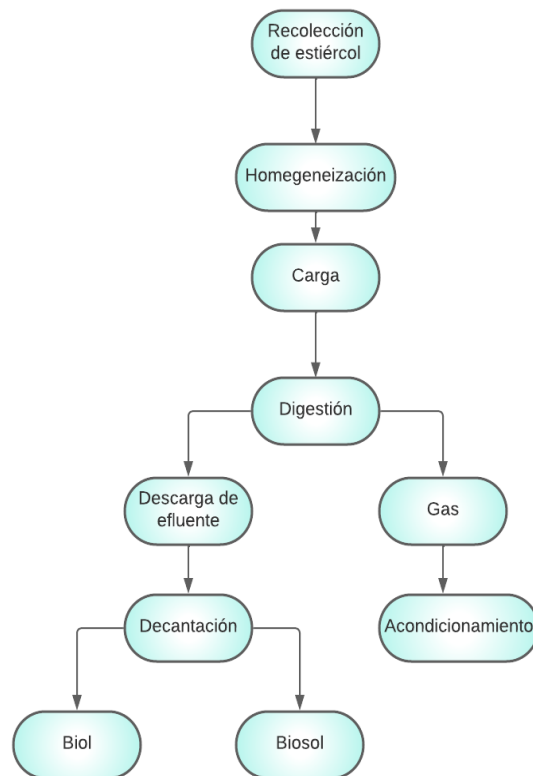 Recolección
de estiércol
Homegeneización
Carga
Digestión
Descarga de
efluente
Gas
Decantación
Acondicionamiento
Biol
Biosol